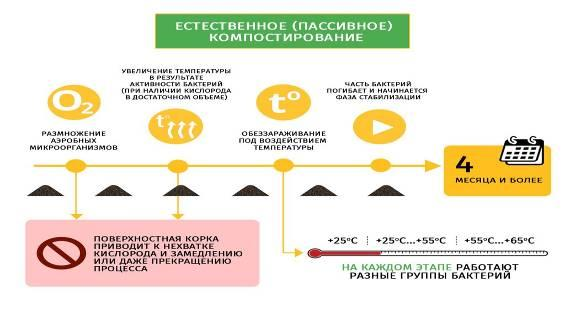 ЕСТЕСТВЕННОЕ (ПАССИВНОЕ)
КОМПОСТИРОВАНИЕ
O2
РАЗМНОЖЕНИЕ
АЭРОБНЫХ
МИКРООРГАНИЗМОВ
УВЕЛИЧЕНИЕ ТЕМПЕРАТУРЫ
В РЕЗУЛЬТАТЕ
АКТИВНОСТИ БАКТЕРИЙ
(ПРИ НАЛИЧИИ КИСЛОРОДА
В ДОСТАТОЧНОМ ОБЪЕМЕ)
t°
t°
ОБЕЗЗАРАЖИВАНИЕ
ПОД ВОЗДЕЙСТВИЕМ
ТЕМПЕРАТУРЫ
ЧАСТЬ БАКТЕРИЙ
ПОГИБАЕТ И НАЧИНАЕТСЯ
ФАЗА СТАБИЛИЗАЦИИ
4
МЕСЯЦА И БОЛЕЕ
ПОВЕРХНОСТНАЯ КОРКА
ПРИВОДИТ К НЕХВАТКЕ
КИСЛОРОДА И ЗАМЕДЛЕНИЮ
ИЛИ ДАЖЕ ПРЕКРАЩЕНИЮ
ПРОЦЕССА
+25°C +25°C...+55°C +55°C...+65°C
НА КАЖДОМ ЭТАПЕ РАБОТАЮТ
РАЗНЫЕ ГРУППЫ БАКТЕРИЙ